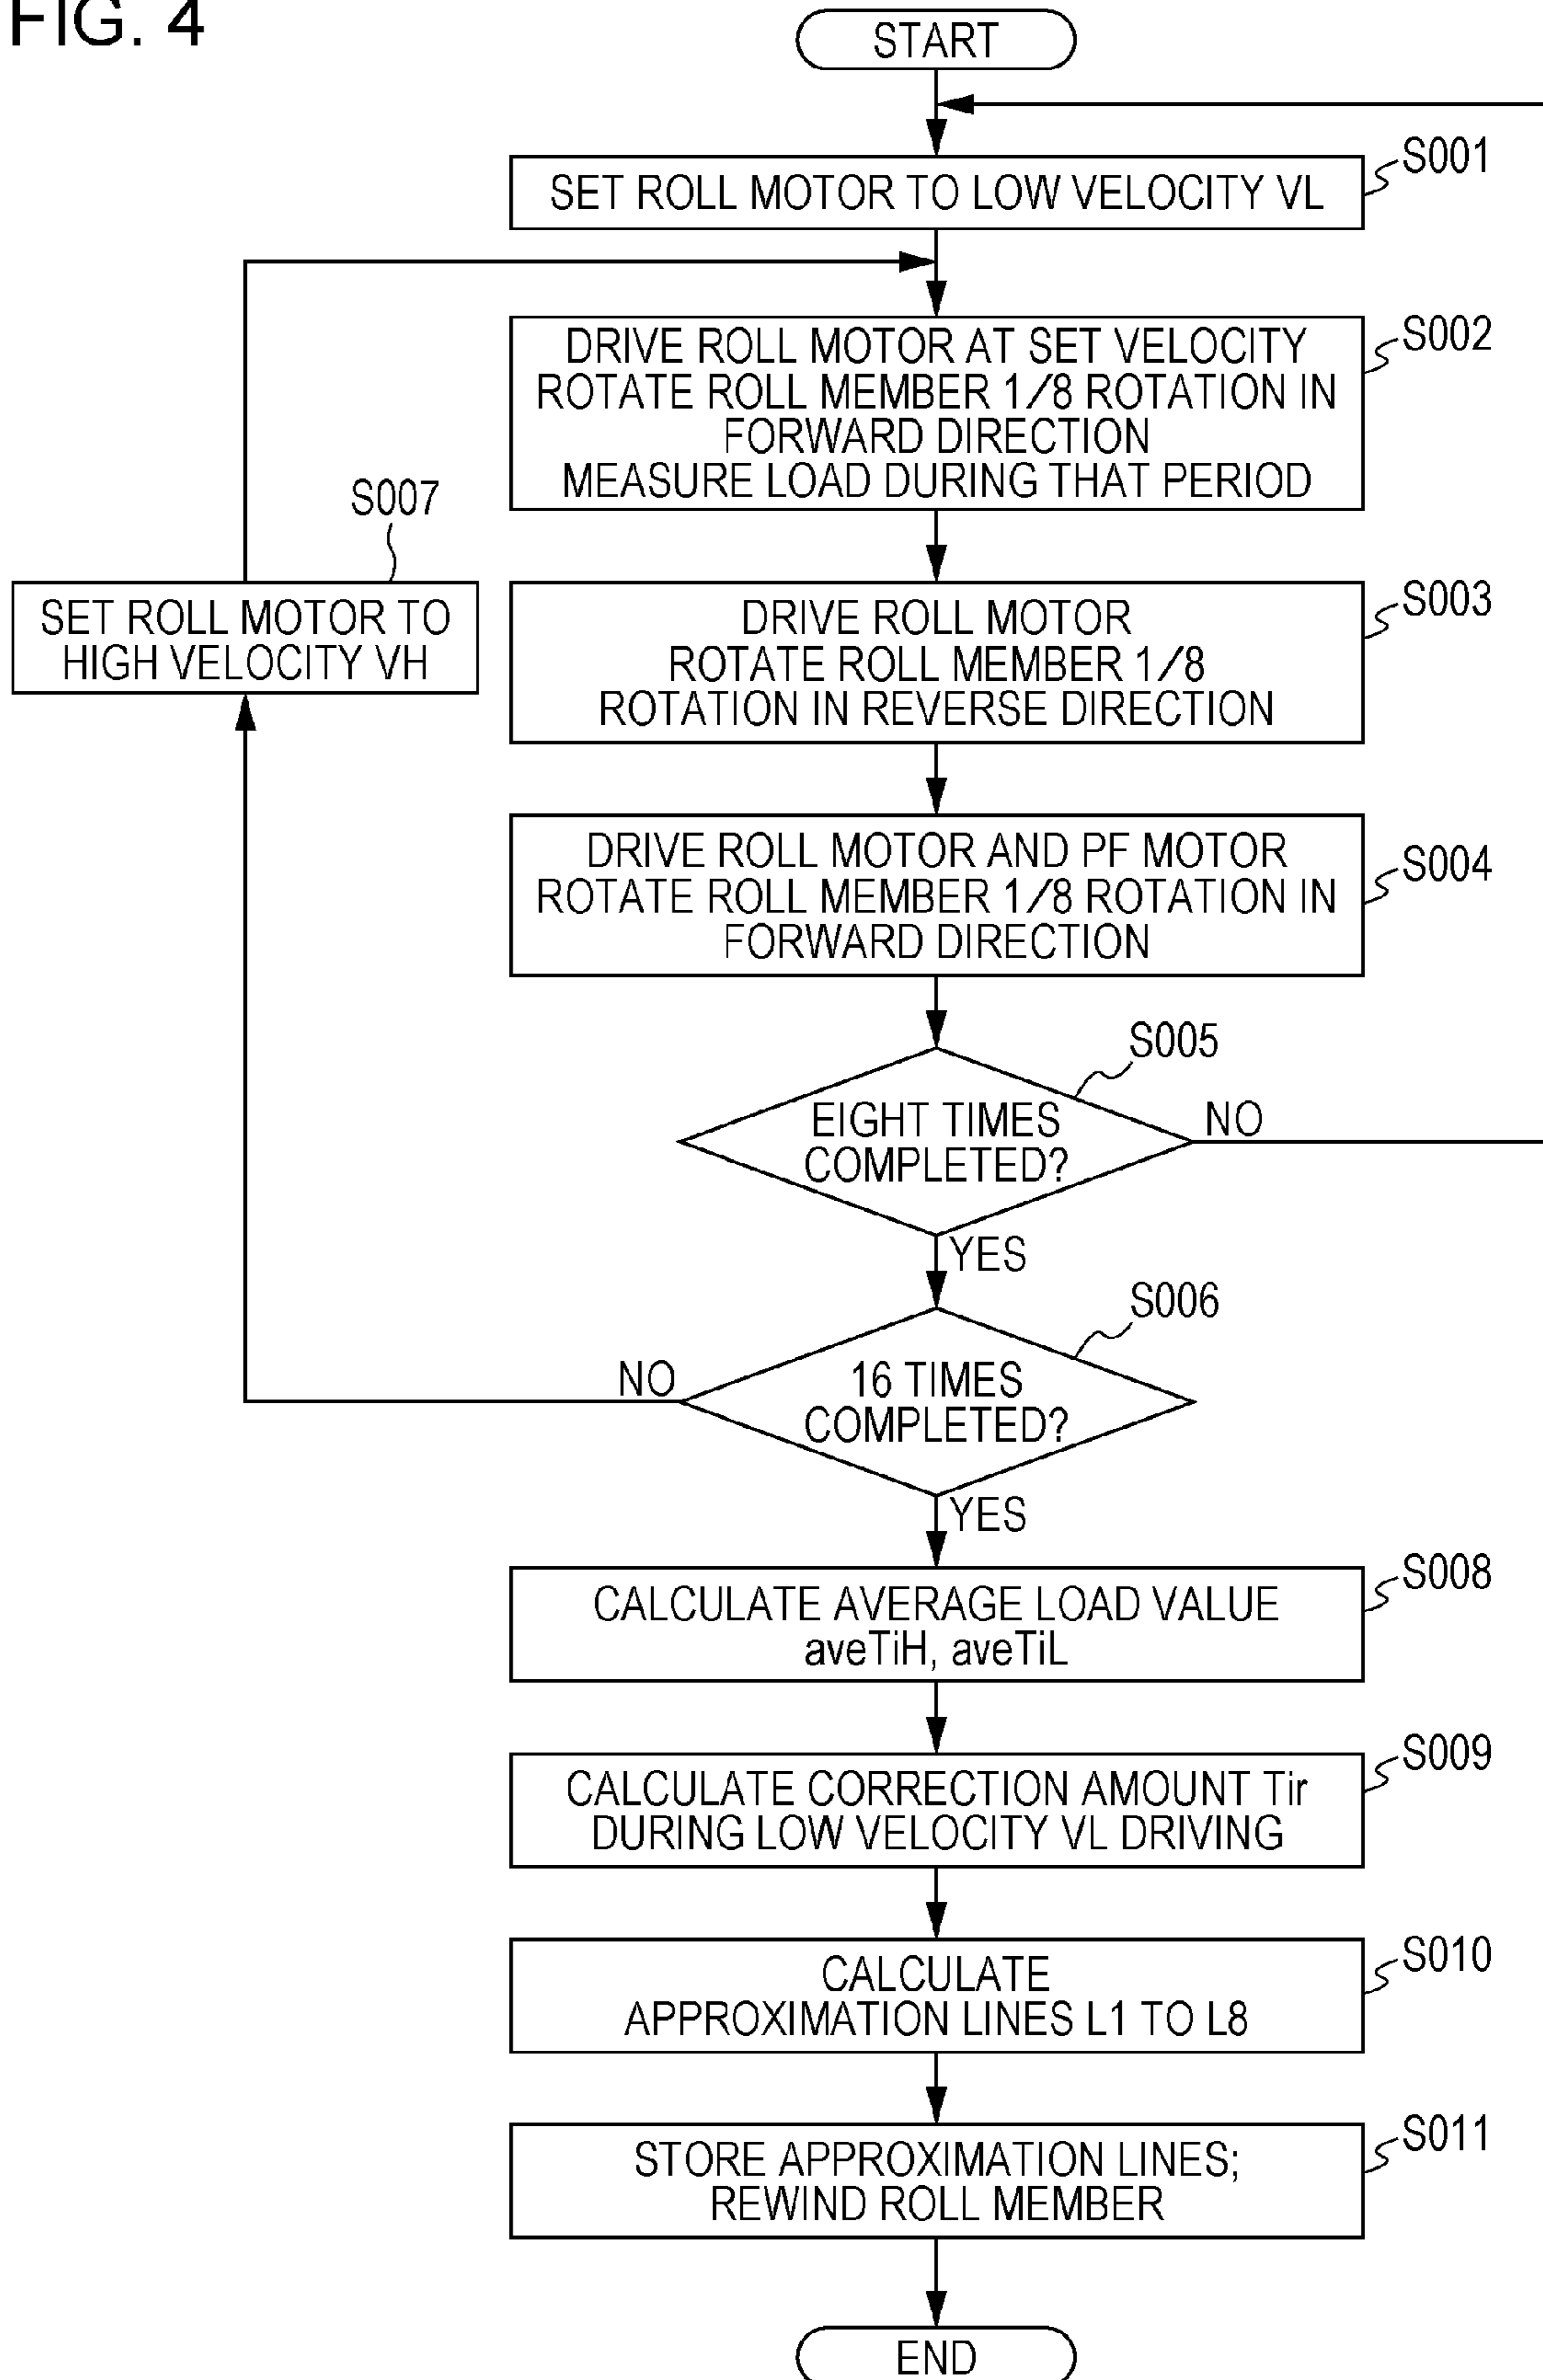 FIG. 4
START
S001
SET ROLL MOTOR TO LOW VELOCITY VL
S002
DRIVE ROLL MOTOR AT SET VELOCITY
ROTATE ROLL MEMBER 1/8 ROTATION IN
FORWARD DIRECTION
MEASURE LOAD DURING THAT PERIOD
S007
SET ROLL MOTOR TO
HIGH VELOCITY VH
S003
DRIVE ROLL MOTOR
ROTATE ROLL MEMBER 1/8
ROTATION IN REVERSE DIRECTION
S004
DRIVE ROLL MOTOR AND PF MOTOR
ROTATE ROLL MEMBER 1/8 ROTATION IN
FORWARD DIRECTION
S005
EIGHT TIMES
COMPLETED?
NO
YES
S006
16 TIMES
COMPLETED?
NO
YES
S008
CALCULATE AVERAGE LOAD VALUE
aveTiH, aveTiL
S009
CALCULATE CORRECTION AMOUNT Tir
DURING LOW VELOCITY VL DRIVING
S010
CALCULATE
APPROXIMATION LINES L1 TO L8
S011
STORE APPROXIMATION LINES;
REWIND ROLL MEMBER
END